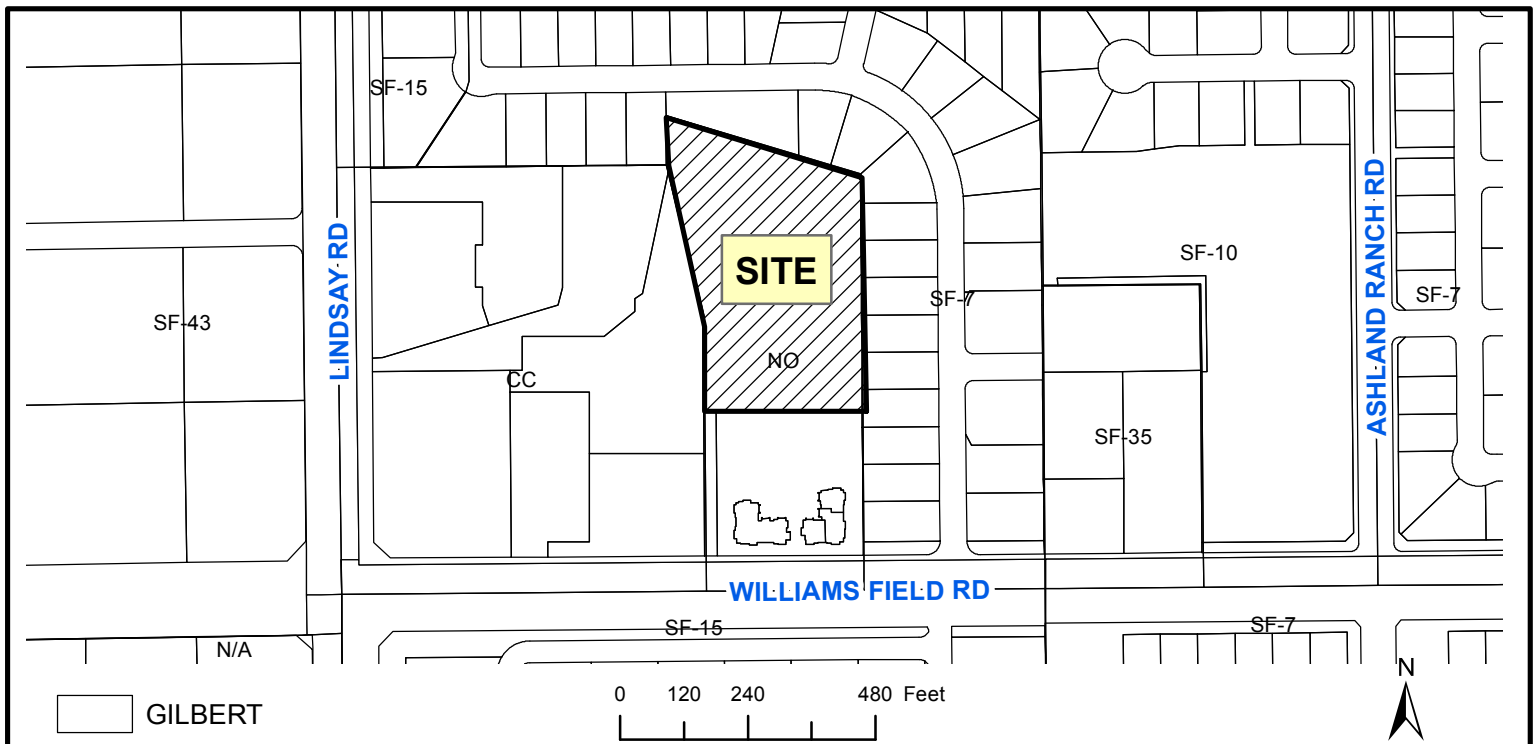 SF-15
LINDSAY RD
SITE
SF-10
ASHLAND RANCH RD
SF-7
SF-7
SF-43
NO
CC
SF-35
WILLIAMS FIELD RD
SF-15
SF-7
N/A
GILBERT
0 120 240 480 Feet
N